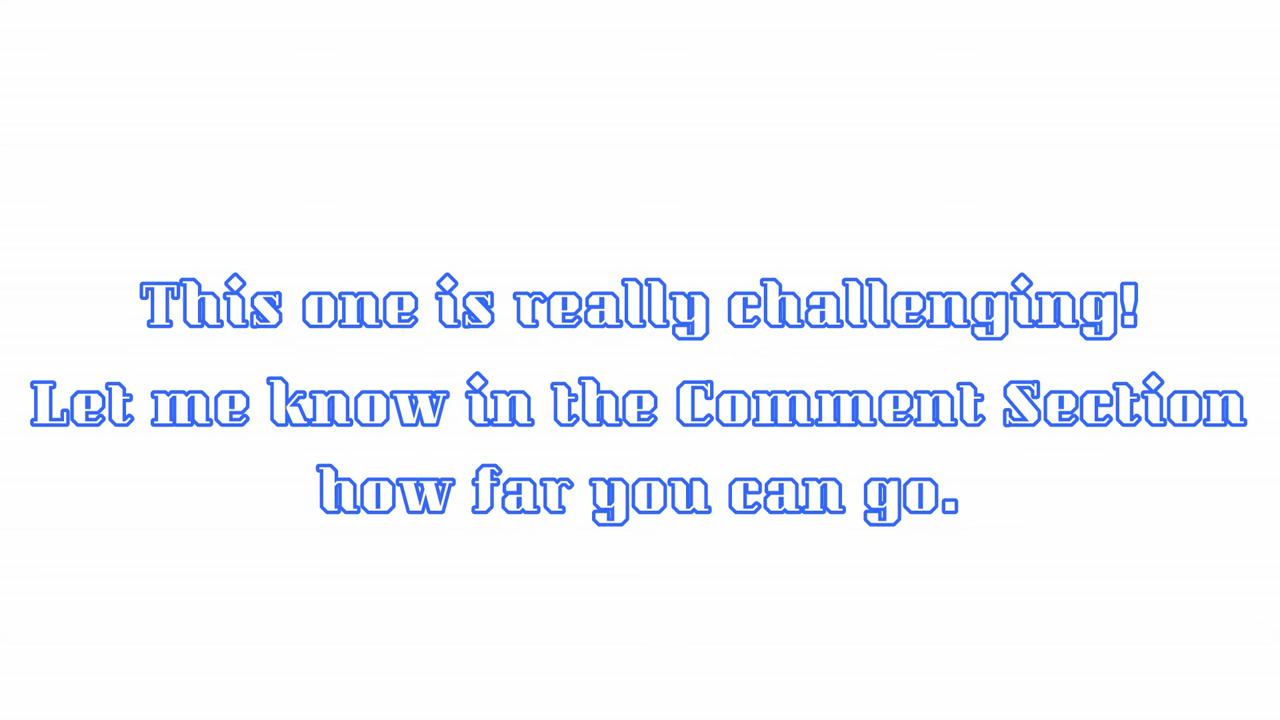 This one is really challenging!
Let me know in the Comment Section
how far you can go.